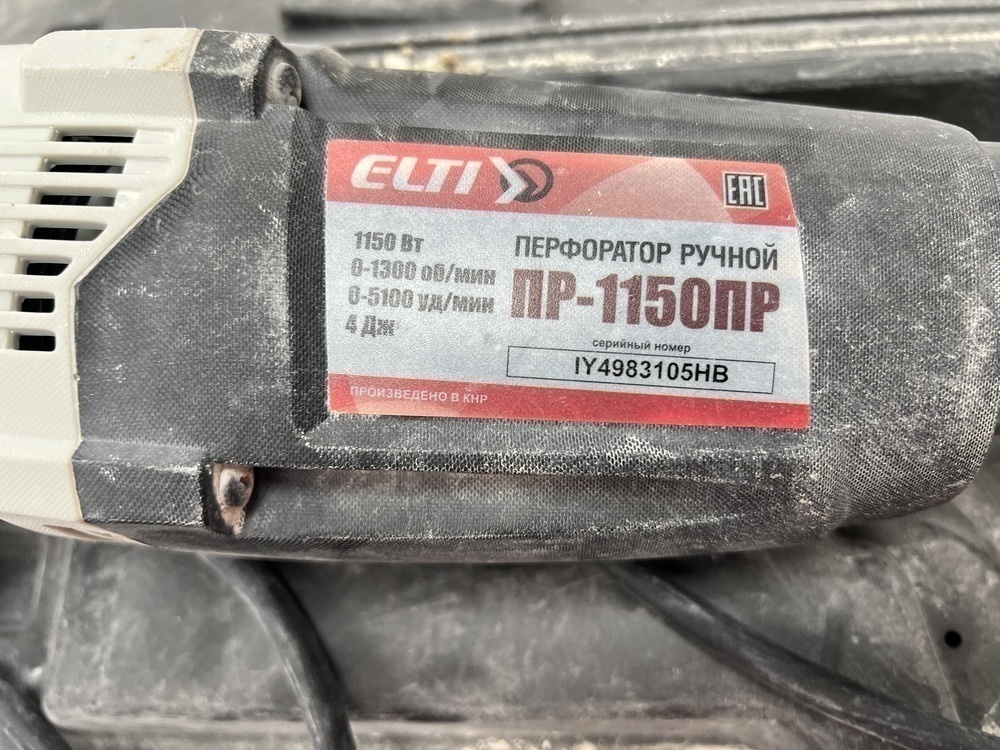 ELTI
EAC
1150 Вт
0-1300 об/мин
0-5100 уд/мин
4 Дж
ПЕРФОРАТОР РУЧНОЙ
ПР-1150ПР
серийный номер
IY4983105HB
ПРОИЗВЕДЕНО В КНР